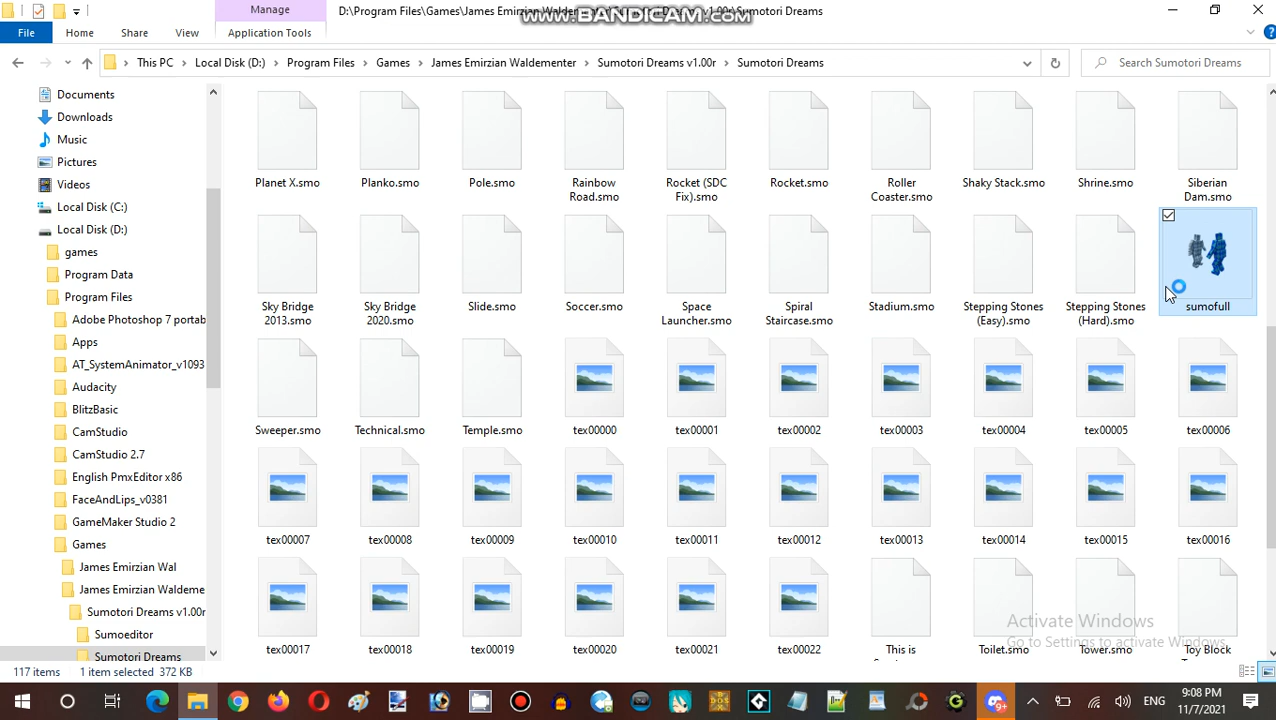 Manage
D:\Program Files\Games\James Emirzian Waldementer\Sumotori Dreams v1.00r\Sumotori Dreams
www.BANDICAM.com
File
Home
Share
View
Application Tools
This PC > Local Disk (D:) > Program Files > Games > James Emirzian Waldementer > Sumotori Dreams v1.00r > Sumotori Dreams
Search Sumotori Dreams
Documents
Downloads
Music
Pictures
Videos
Local Disk (C:)
Local Disk (D:)
games
Program Data
Program Files
Adobe Photoshop 7 portab
Apps
AT_SystemAnimator_v1093
Audacity
BlitzBasic
CamStudio
CamStudio 2.7
English PmxEditor x86
FaceAndLips_v0381
GameMaker Studio 2
Games
James Emirzian Wal
James Emirzian Waldeme
Sumotori Dreams v1.00r
Sumoeditor
Sumotori Dreams
Planet X.smo
Planko.smo
Pole.smo
Rainbow
Road.smo
Rocket (SDC
Fix).smo
Rocket.smo
Roller
Coaster.smo
Shaky Stack.smo
Shrine.smo
Siberian
Dam.smo
Sky Bridge
2013.smo
Sky Bridge
2020.smo
Slide.smo
Soccer.smo
Space
Launcher.smo
Spiral
Staircase.smo
Stadium.smo
Stepping Stones
(Easy).smo
Stepping Stones
(Hard).smo
sumofull
Sweeper.smo
Technical.smo
Temple.smo
tex00000
tex00001
tex00002
tex00003
tex00004
tex00005
tex00006
tex00007
tex00008
tex00009
tex00010
tex00011
tex00012
tex00013
tex00014
tex00015
tex00016
tex00017
tex00018
tex00019
tex00020
tex00021
tex00022
This is
Toilet.smo
Tower.smo
Toy Block
Activate Windows
Go to Settings to activate Windows.
117 items
1 item selected 372 KB
99+
ENG
9:08 PM
11/7/2021